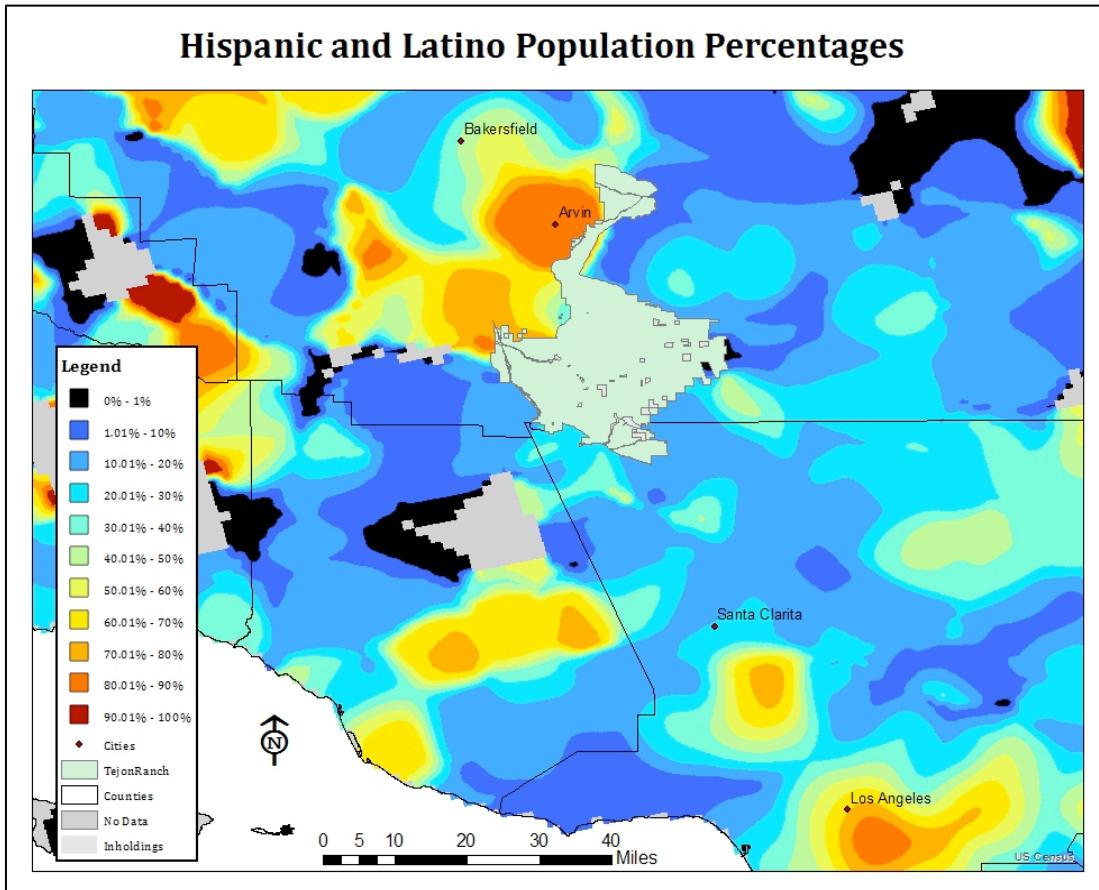 Hispanic and Latino Population Percentages
Bakersfield
Arvin
Legend
0% - 1%
1.01% - 10%
10.01% - 20%
20.01% - 30%
30.01% - 40%
40.01% - 50%
50.01% - 60%
60.01% - 70%
70.01% - 80%
80.01% - 90%
90.01% - 100%
Cities
TejonRanch
Counties
No Data
Inholdings
Santa Clarita
N
Los Angeles
0 5 10 20 30 40 Miles
US Census